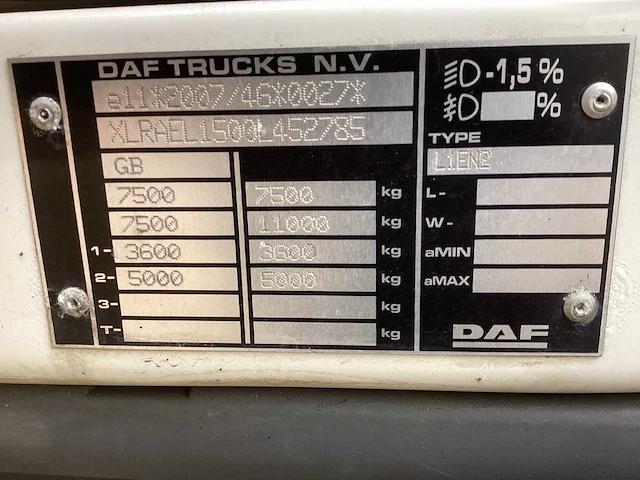 DAF TRUCKS N.V.
e11*2007/46*0027*
XLRAEL1500L452785
GB
7500 7500 kg
7500 11000 kg
1- 3600 3600 kg
2- 5000 5000 kg
3- kg
T- kg
-1,5%
%
TYPE
LiEN2
L-
W-
aMIN
aMAX
DAF